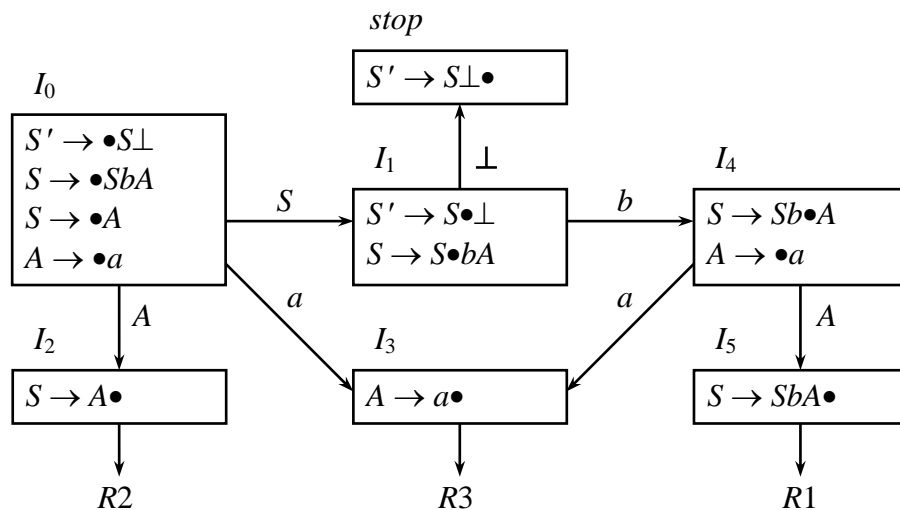 stop
S′ → S⊥●
I₀
S′ → ●S⊥
S → ●SbA
S → ●A
A → ●a
S
⊥
I₁
S′ → S●⊥
S → S●bA
b
I₄
S → Sb●A
A → ●a
A
a
a
A
I₂
S → A●
I₃
A → a●
I₅
S → SbA●
R2
R3
R1